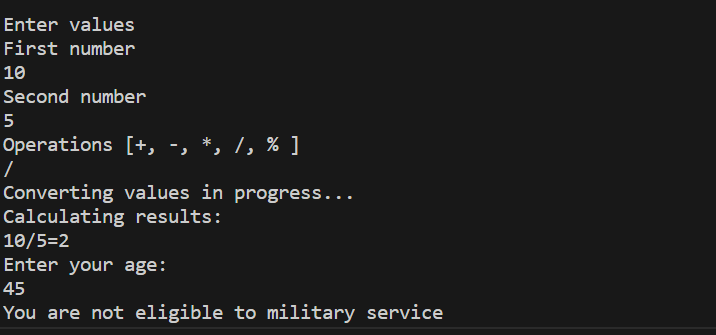 Enter values
First number
10
Second number
5
Operations [+, -, *, /, % ]
/
Converting values in progress...
Calculating results:
10/5=2
Enter your age:
45
You are not eligible to military service